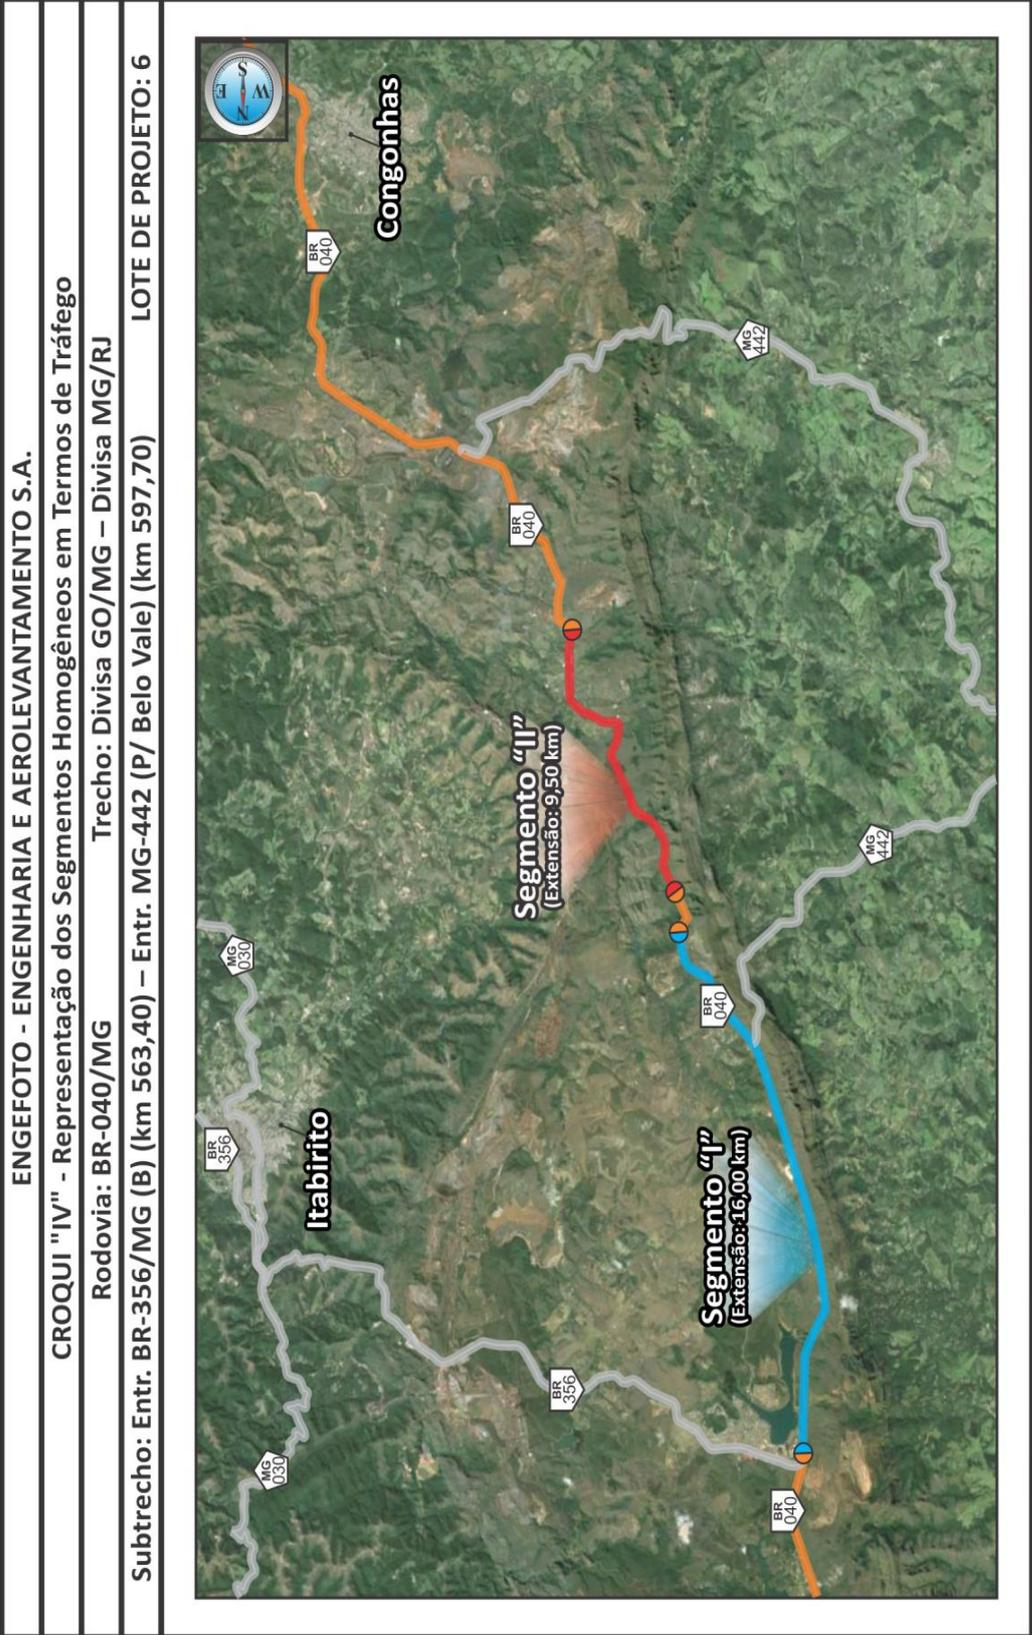 ENGEFOTO - ENGENHARIA E AEROLEVANTAMENTO S.A.
CROQUI "IV" - Representação dos Segmentos Homogêneos em Termos de Tráfego
Rodovia: BR-040/MG Trecho: Divisa GO/MG – Divisa MG/RJ
Subtrecho: Entr. BR-356/MG (B) (km 563,40) – Entr. MG-442 (P/ Belo Vale) (km 597,70) LOTE DE PROJETO: 6
MG
030
BR
356
MG
030
Itabirito
Congonhas
N
S
E
W
BR
040
BR
356
Segmento “II”
(Extensão: 9,50 km)
BR
040
Segmento “I”
(Extensão: 16,00 km)
BR
040
MG
442
BR
040
MG
442